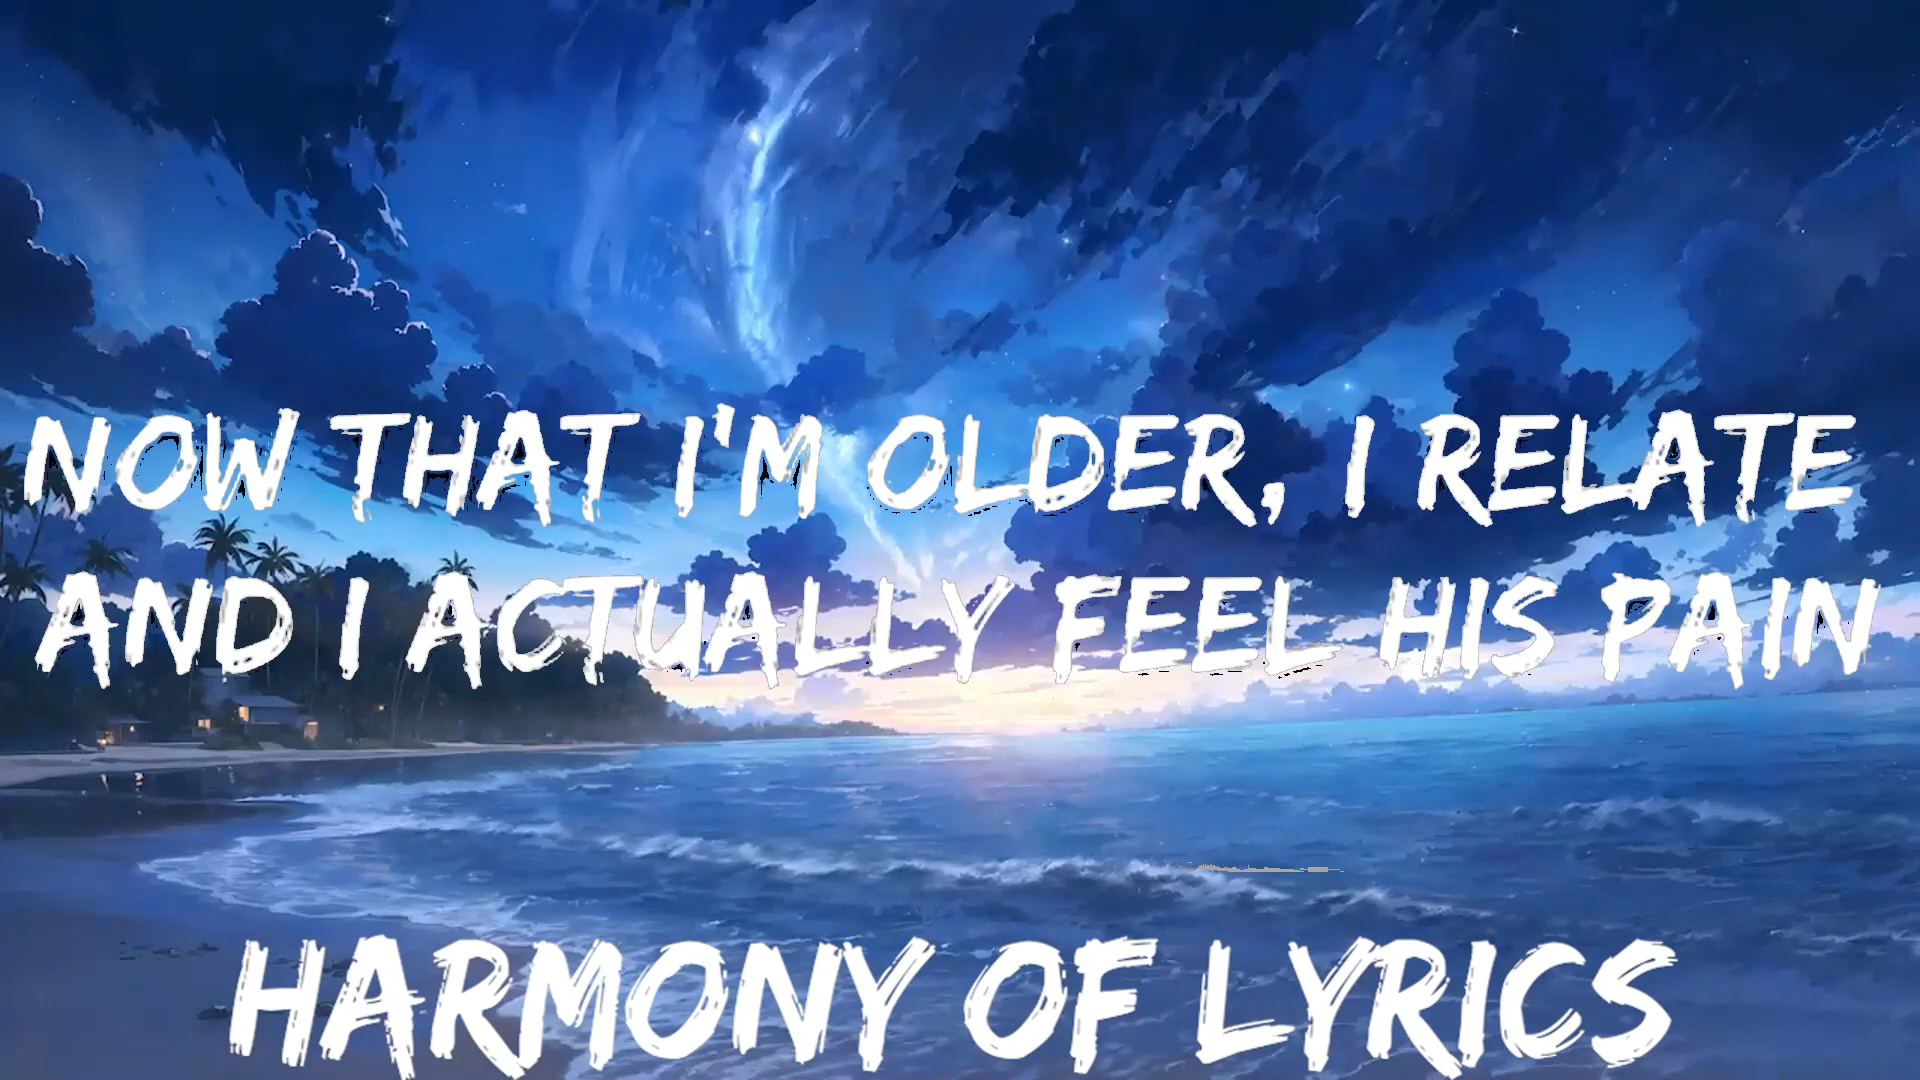 NOW THAT I'M OLDER, I RELATE
AND I ACTUALLY FEEL HIS PAIN
HARMONY OF LYRICS